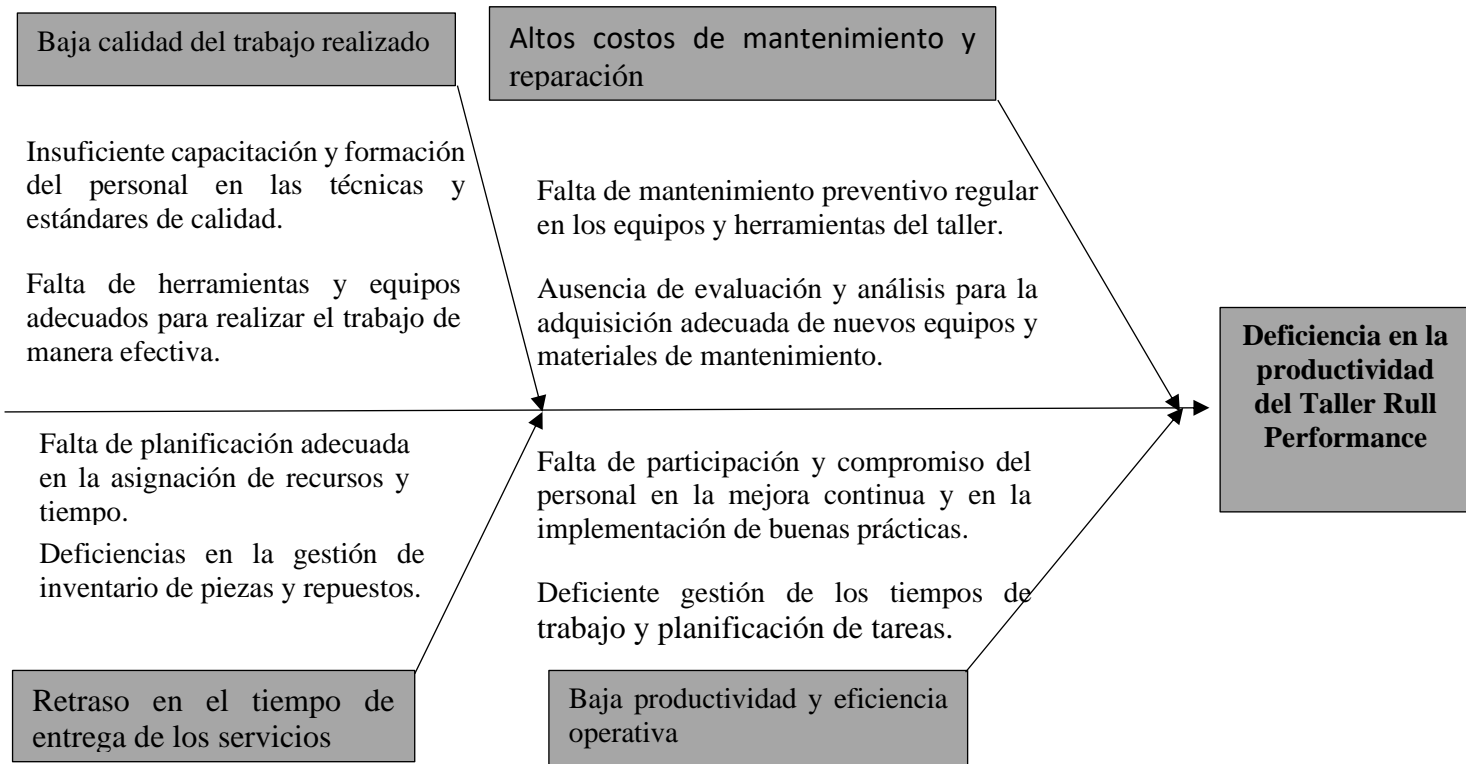 Baja calidad del trabajo realizado
Altos costos de mantenimiento y
reparación
Insuficiente capacitación y formación
del personal en las técnicas y
estándares de calidad.
Falta de herramientas y equipos
adecuados para realizar el trabajo de
manera efectiva.
Falta de mantenimiento preventivo regular
en los equipos y herramientas del taller.
Ausencia de evaluación y análisis para la
adquisición adecuada de nuevos equipos y
materiales de mantenimiento.
Deficiencia en la
productividad
del Taller Rull
Performance
Falta de planificación adecuada
en la asignación de recursos y
tiempo.
Deficiencias en la gestión de
inventario de piezas y repuestos.
Falta de participación y compromiso del
personal en la mejora continua y en la
implementación de buenas prácticas.
Deficiente gestión de los tiempos de
trabajo y planificación de tareas.
Retraso en el tiempo de
entrega de los servicios
Baja productividad y eficiencia
operativa